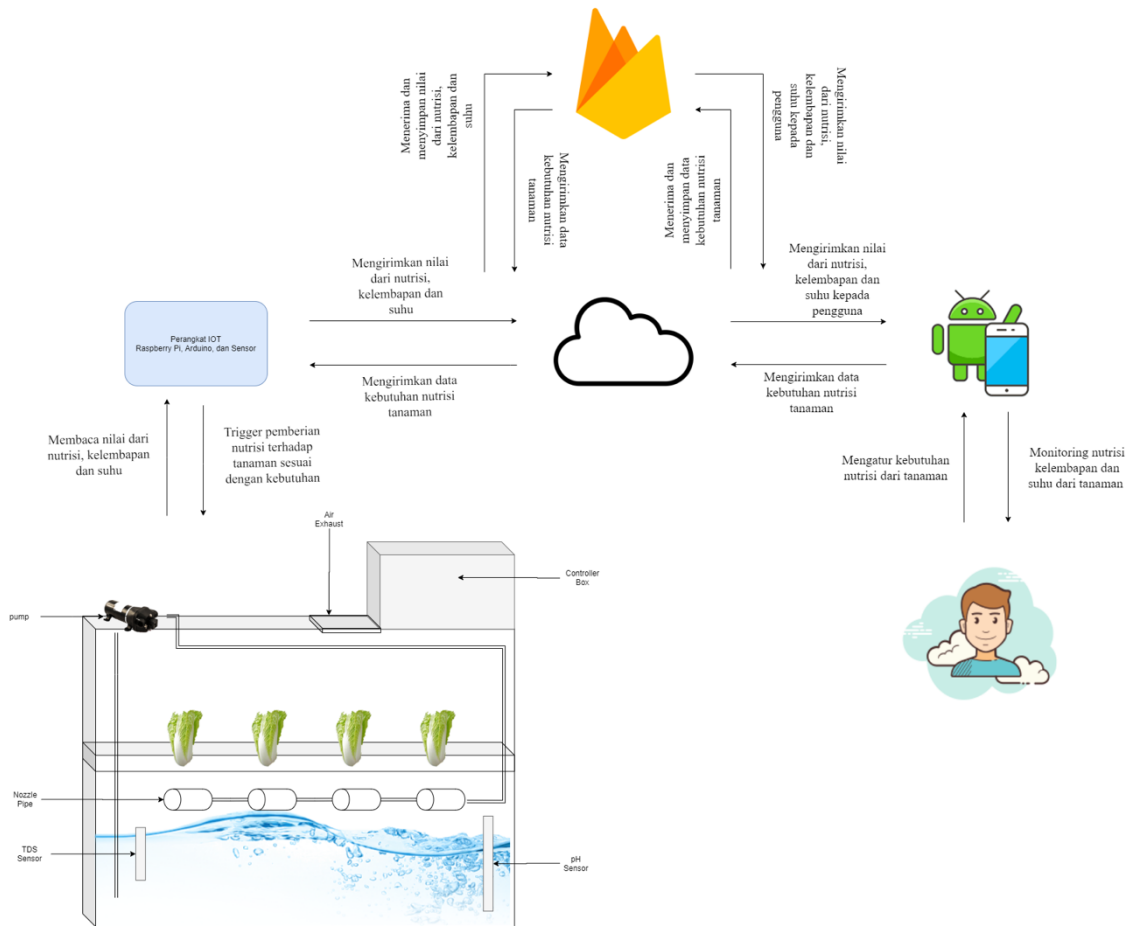 Menerima dan
menyimpan nilai
dari nutrisi,
kelembapan dan
suhu
Mengirimkan data
kebutuhan nutrisi
tanaman
Menerima dan
menyimpan data
kebutuhan nutrisi
tanaman
Mengirimkan nilai
dari nutrisi,
kelembapan dan
suhu kepada
pengguna
Mengirimkan nilai
dari nutrisi,
kelembapan dan
suhu
Mengirimkan nilai
dari nutrisi,
kelembapan dan
suhu kepada
pengguna
Perangkat IOT
Raspberry Pi, Arduino, dan Sensor
Mengirimkan data
kebutuhan nutrisi
tanaman
Mengirimkan data
kebutuhan nutrisi
tanaman
Membaca nilai dari
nutrisi, kelembapan
dan suhu
Trigger pemberian
nutrisi terhadap
tanaman sesuai
dengan kebutuhan
Mengatur kebutuhan
nutrisi dari tanaman
Monitoring nutrisi
kelembapan dan
suhu dari tanaman
Air
Exhaust
Controller
Box
pump
Nozzle
Pipe
TDS
Sensor
pH
Sensor